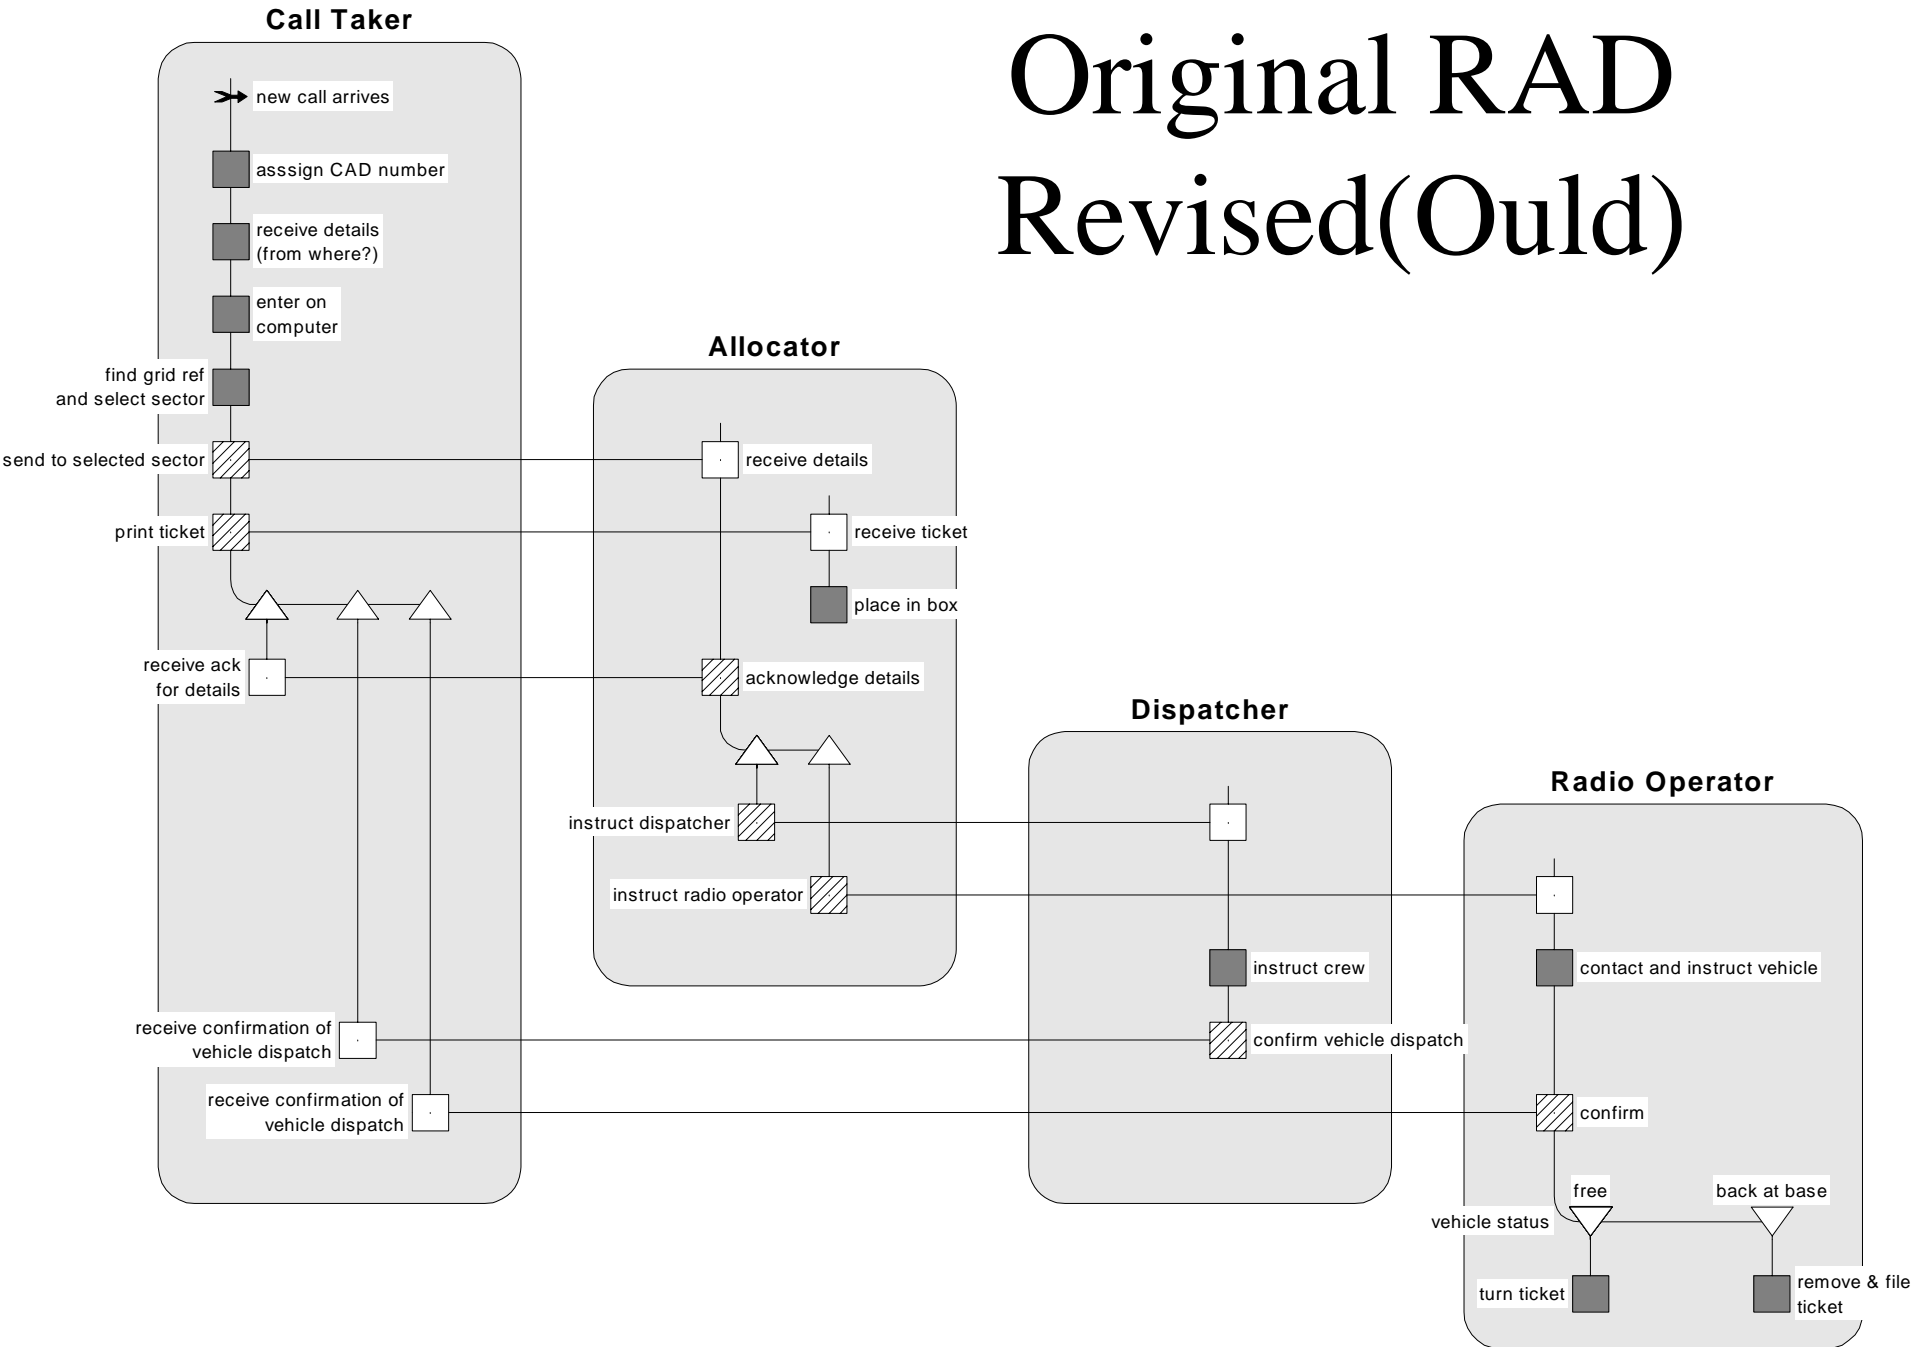 Call Taker
Original RAD
Revised(Ould)
new call arrives
asssign CAD number
receive details
(from where?)
enter on
computer
find grid ref
and select sector
send to selected sector
print ticket
receive ack
for details
receive confirmation of
vehicle dispatch
receive confirmation of
vehicle dispatch
Allocator
receive details
receive ticket
place in box
acknowledge details
instruct dispatcher
instruct radio operator
Dispatcher
instruct crew
confirm vehicle dispatch
Radio Operator
contact and instruct vehicle
confirm
free
back at base
vehicle status
turn ticket
remove & file
ticket